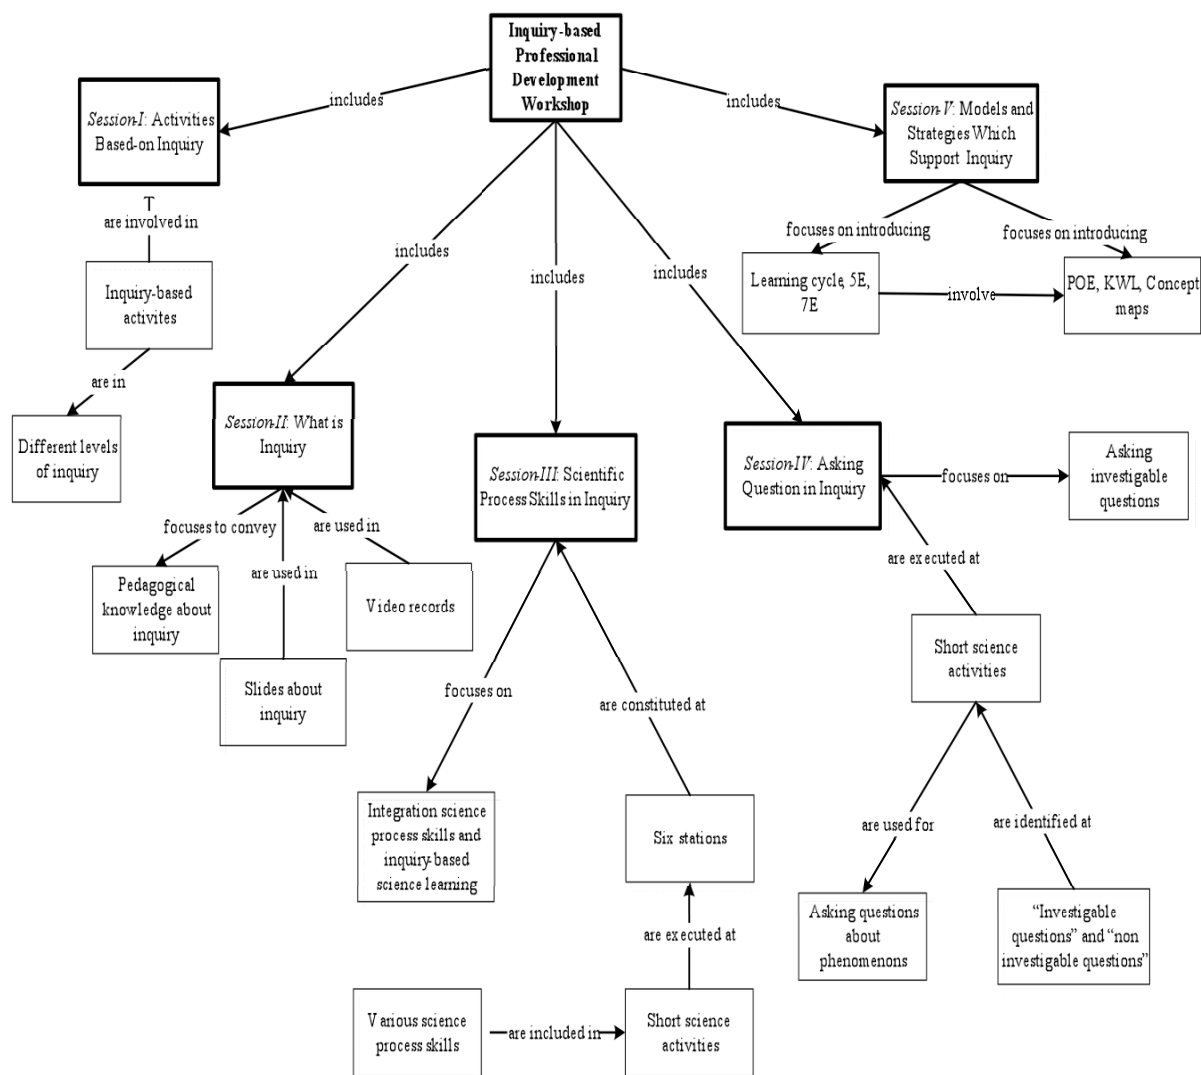 Inquiry-based
Professional
Development
Workshop
includes
includes
Session-I: Activities
Based-on Inquiry
Session-V: Models and
Strategies Which
Support Inquiry
T
are involved in
includes
includes
includes
focuses on introducing
focuses on introducing
Inquiry-based
activites
Learning cycle, 5E,
7E
involve
POE, KWL, Concept
maps
are in
Different levels
of inquiry
Session-II: What is
Inquiry
Session-III: Scientific
Process Skills in Inquiry
Session-IV: Asking
Question in Inquiry
focuses on
Asking
investigable
questions
focuses to convey
are used in
are used in
are executed at
Pedagogical
knowledge about
inquiry
Video records
Slides about
inquiry
Short science
activities
focuses on
are constituted at
Integration science
process skills and
inquiry-based
science learning
Six stations
are used for
are identified at
are executed at
Asking questions
about
phenomenons
“Investigable
questions” and “non
investigable questions”
Various science
process skills
are included in
Short science
activities